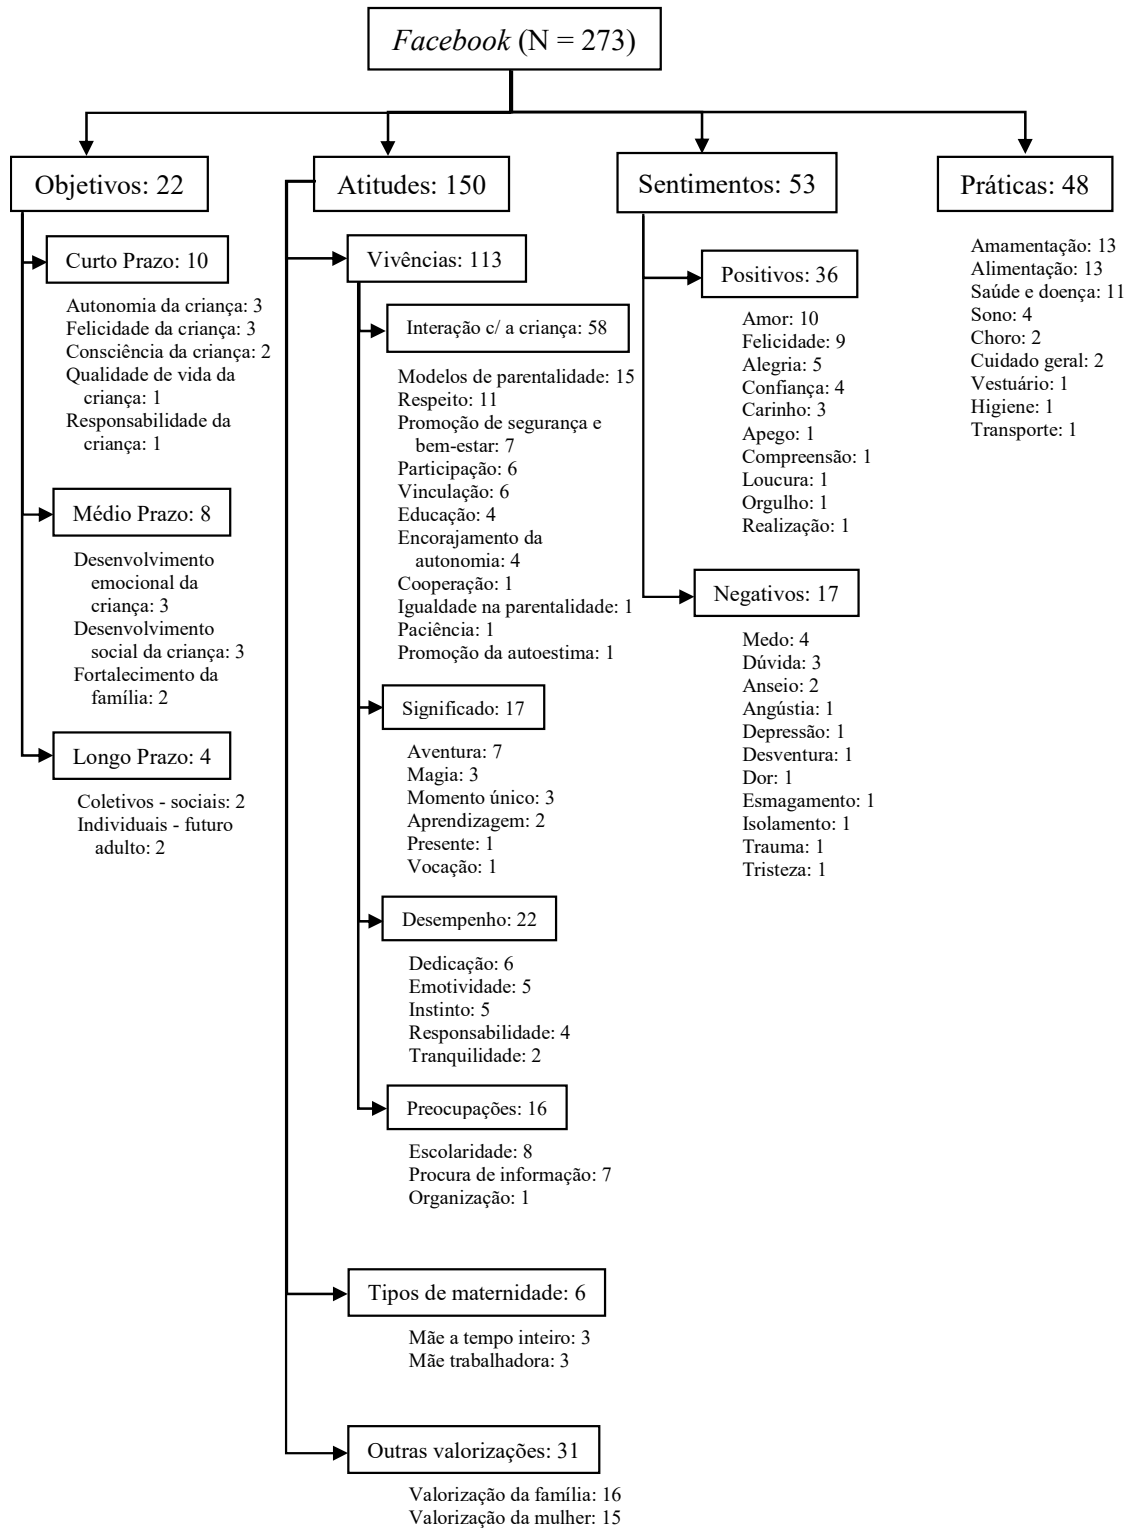 Facebook (N = 273)
Objetivos: 22
Curto Prazo: 10
Autonomia da criança: 3
Felicidade da criança: 3
Consciência da criança: 2
Qualidade de vida da
criança: 1
Responsabilidade da
criança: 1
Médio Prazo: 8
Desenvolvimento
emocional da
criança: 3
Desenvolvimento
social da criança: 3
Fortalecimento da
família: 2
Longo Prazo: 4
Coletivos - sociais: 2
Individuais - futuro
adulto: 2
Atitudes: 150
Vivências: 113
Interação c/ a criança: 58
Modelos de parentalidade: 15
Respeito: 11
Promoção de segurança e
bem-estar: 7
Participação: 6
Vinculação: 6
Educação: 4
Encorajamento da
autonomia: 4
Cooperação: 1
Igualdade na parentalidade: 1
Paciência: 1
Promoção da autoestima: 1
Significado: 17
Aventura: 7
Magia: 3
Momento único: 3
Aprendizagem: 2
Presente: 1
Vocação: 1
Desempenho: 22
Dedicação: 6
Emotividade: 5
Instinto: 5
Responsabilidade: 4
Tranquilidade: 2
Preocupações: 16
Escolaridade: 8
Procura de informação: 7
Organização: 1
Tipos de maternidade: 6
Mãe a tempo inteiro: 3
Mãe trabalhadora: 3
Outras valorizações: 31
Valorização da família: 16
Valorização da mulher: 15
Sentimentos: 53
Positivos: 36
Amor: 10
Felicidade: 9
Alegria: 5
Confiança: 4
Carinho: 3
Apego: 1
Compreensão: 1
Loucura: 1
Orgulho: 1
Realização: 1
Negativos: 17
Medo: 4
Dúvida: 3
Anseio: 2
Angústia: 1
Depressão: 1
Desventura: 1
Dor: 1
Esmagamento: 1
Isolamento: 1
Trauma: 1
Tristeza: 1
Práticas: 48
Amamentação: 13
Alimentação: 13
Saúde e doença: 11
Sono: 4
Choro: 2
Cuidado geral: 2
Vestuário: 1
Higiene: 1
Transporte: 1